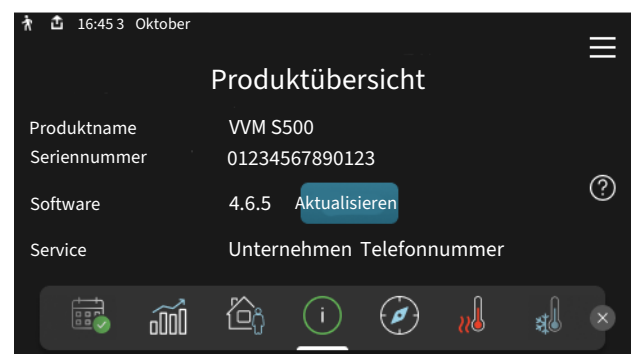 16:45 3 Oktober
Produktübersicht
Produktname VVM S500
Seriennummer 01234567890123
Software 4.6.5 Aktualisieren
Service Unternehmen Telefonnummer